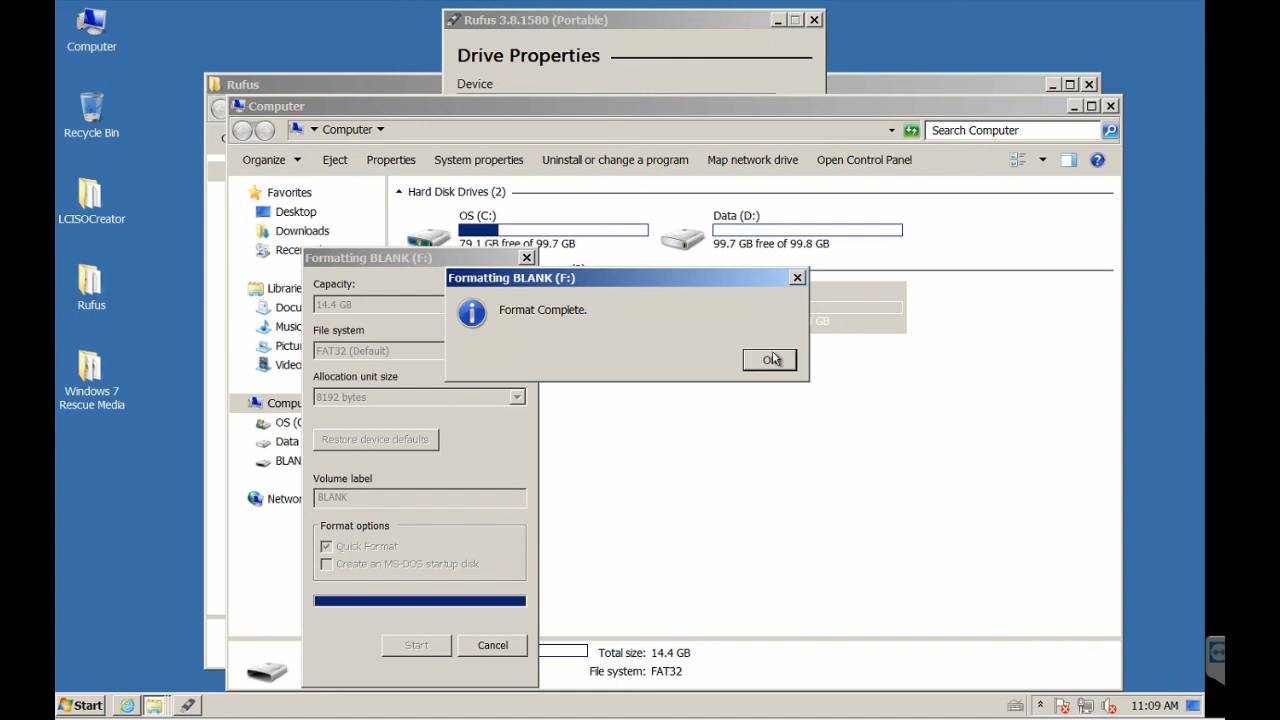 Computer
Recycle Bin
LCISOCreator
Rufus
Windows 7
Rescue Media
Rufus 3.8.1580 (Portable)
Drive Properties
Device
Rufus
Computer
Computer
Search Computer
Organize
Eject
Properties
System properties
Uninstall or change a program
Map network drive
Open Control Panel
Favorites
Desktop
Downloads
Hard Disk Drives (2)
OS (C:)
79.1 GB free of 99.7 GB
Data (D:)
99.7 GB free of 99.8 GB
GB
Data
Formatting BLANK (F:)
Capacity:
14.4 GB
File system
FAT32 (Default)
Allocation unit size
8192 bytes
Restore device defaults
Volume label
BLANK
Format options
Quick Format
Create an MS-DOS startup disk
Start
Cancel
Formatting BLANK (F:)
Format Complete.
Total size: 14.4 GB
File system: FAT32
Start
11:09 AM